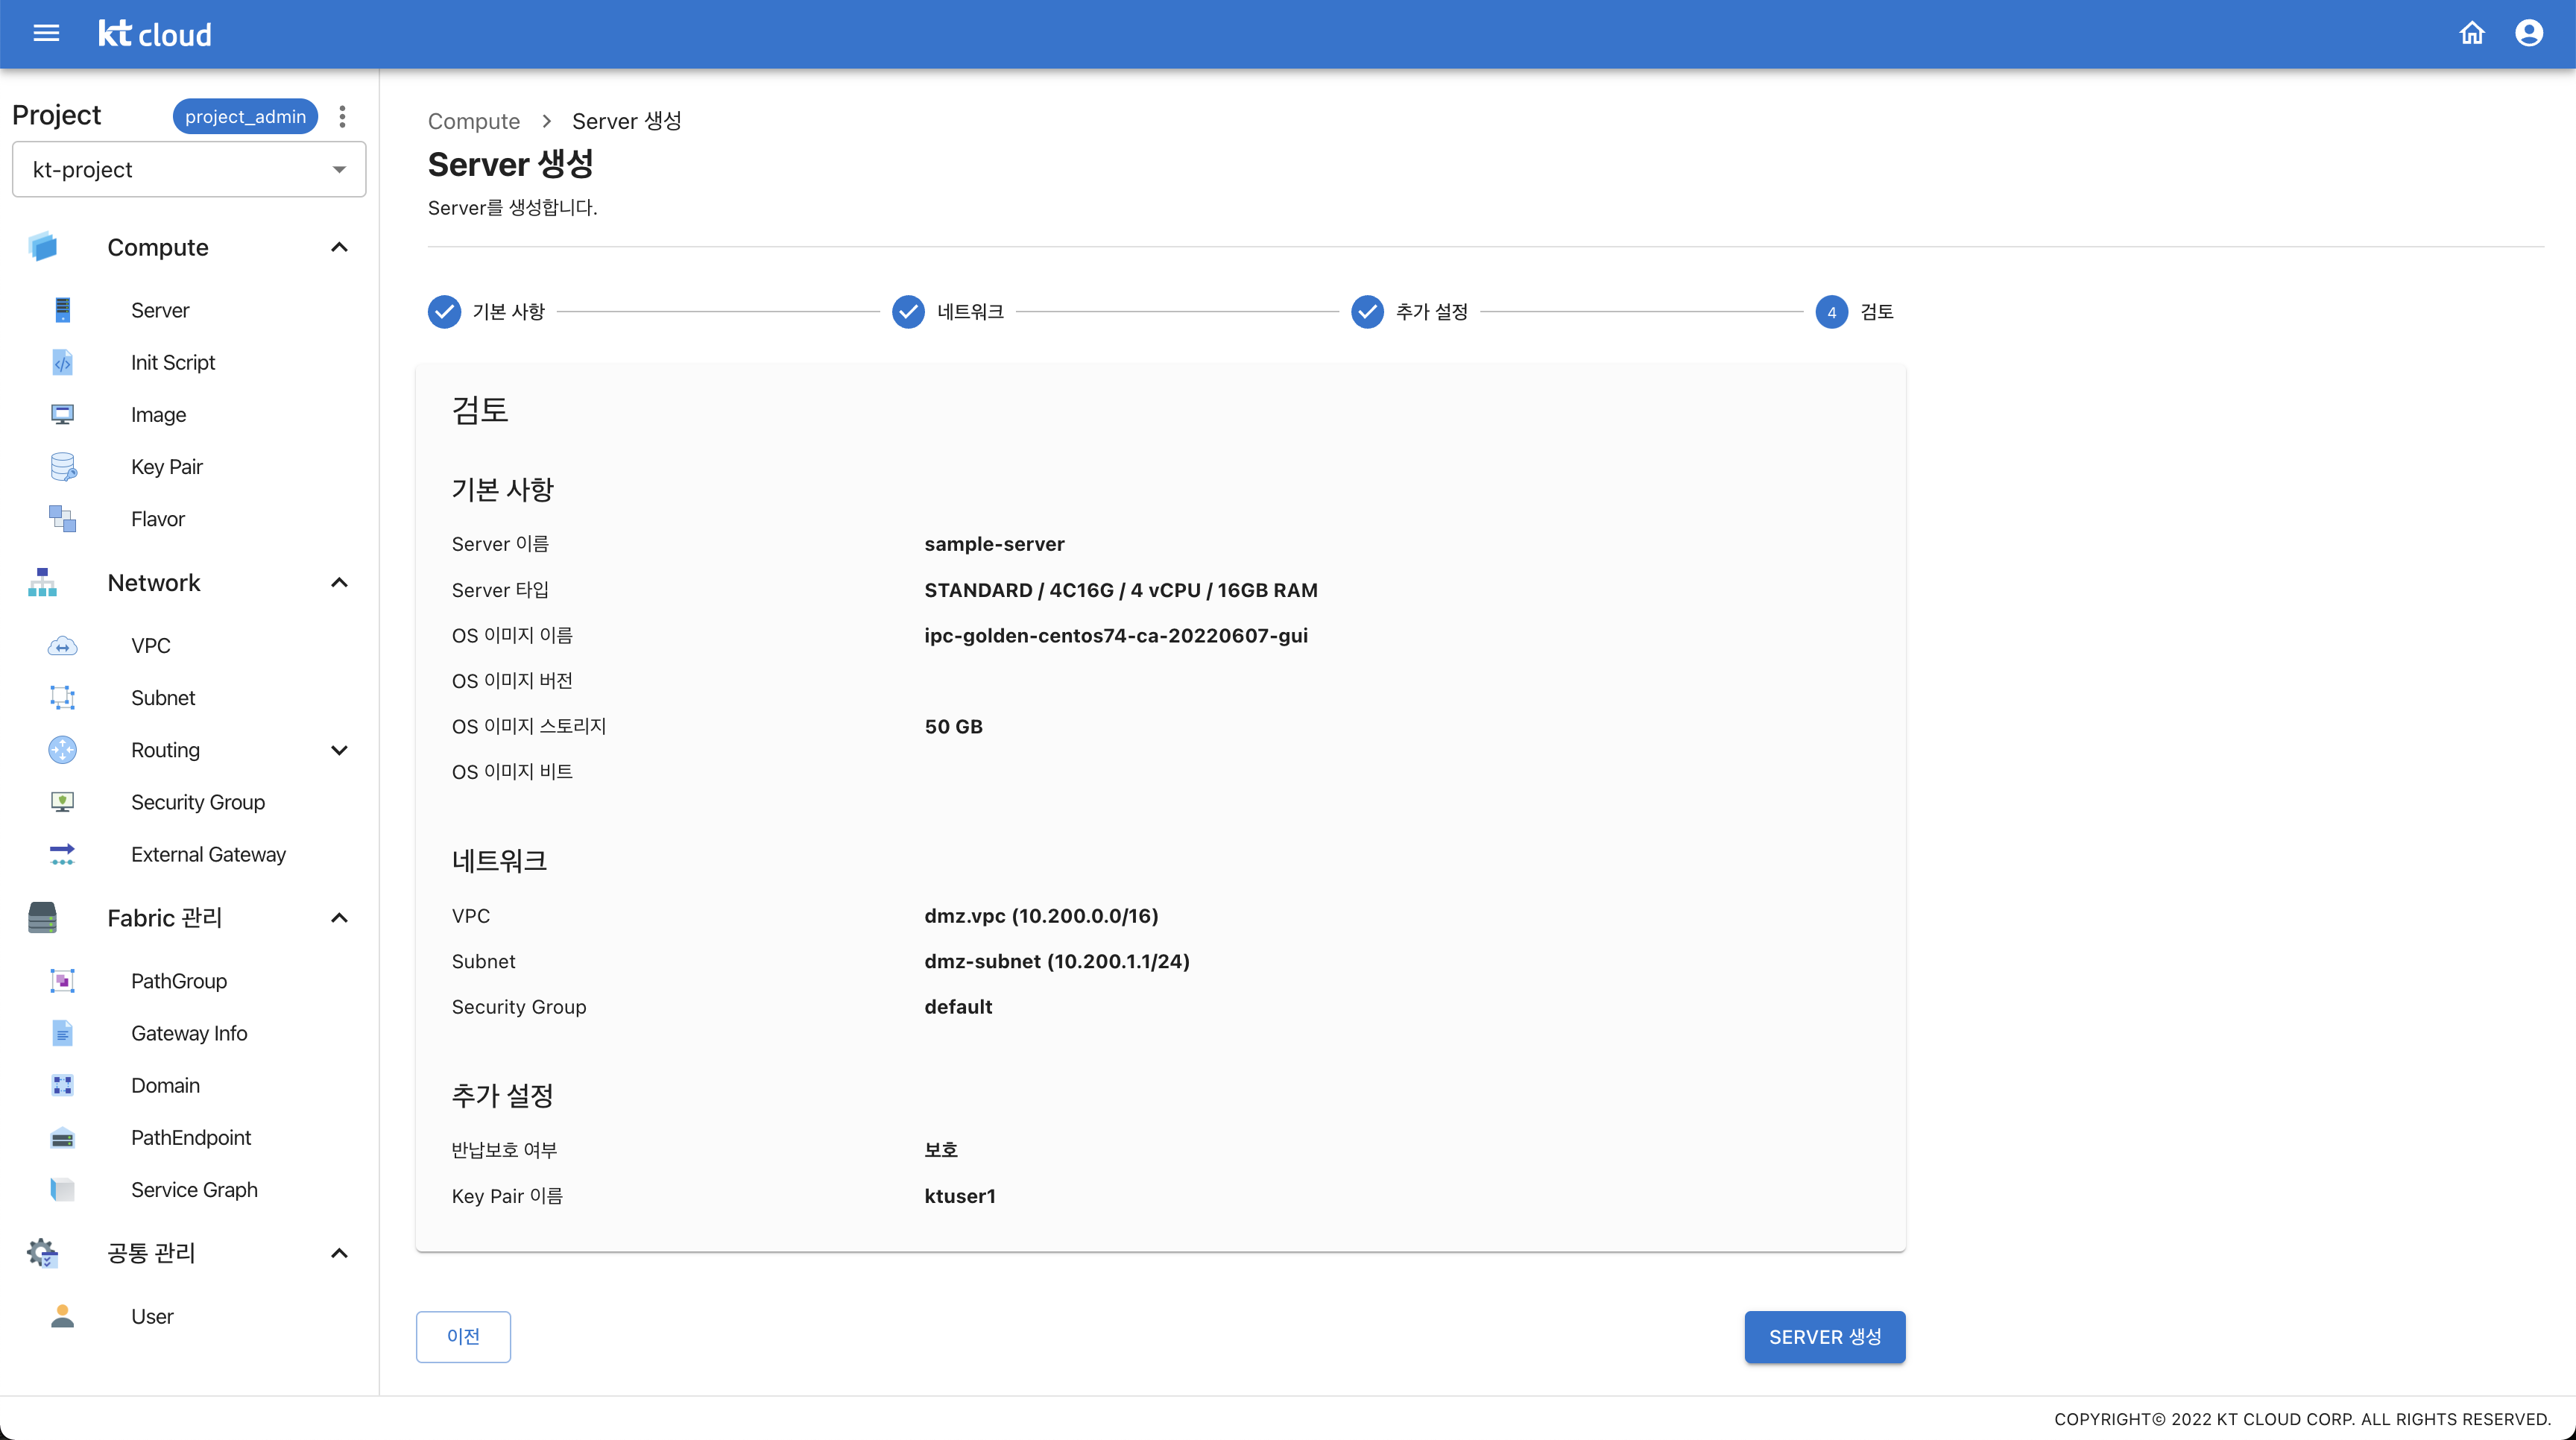 kt cloud
Project
project_admin
kt-project
Compute
Server
Init Script
Image
Key Pair
Flavor
Network
VPC
Subnet
Routing
Security Group
External Gateway
Fabric 관리
PathGroup
Gateway Info
Domain
PathEndpoint
Service Graph
공통 관리
User
Compute > Server 생성
Server 생성
Server를 생성합니다.
기본 사항 네트워크 추가 설정 4 검토
검토
기본 사항
Server 이름 sample-server
Server 타입 STANDARD / 4C16G / 4 vCPU / 16GB RAM
OS 이미지 이름 ipc-golden-centos74-ca-20220607-gui
OS 이미지 버전
OS 이미지 스토리지 50 GB
OS 이미지 비트
네트워크
VPC dmz.vpc (10.200.0.0/16)
Subnet dmz-subnet (10.200.1.1/24)
Security Group default
추가 설정
반납보호 여부 보호
Key Pair 이름 ktuser1
이전 SERVER 생성
COPYRIGHT© 2022 KT CLOUD CORP. ALL RIGHTS RESERVED.